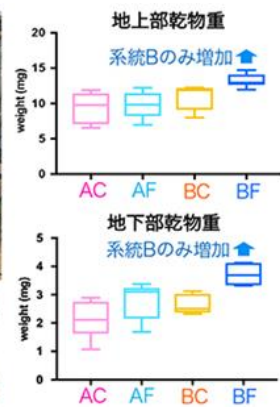 地上部乾物重
系統Bのみ増加
weight (mg)
20
15
10
5
0
AC AF BC BF
地下部乾物重
系統Bのみ増加
weight (mg)
5
4
3
2
1
0
AC AF BC BF